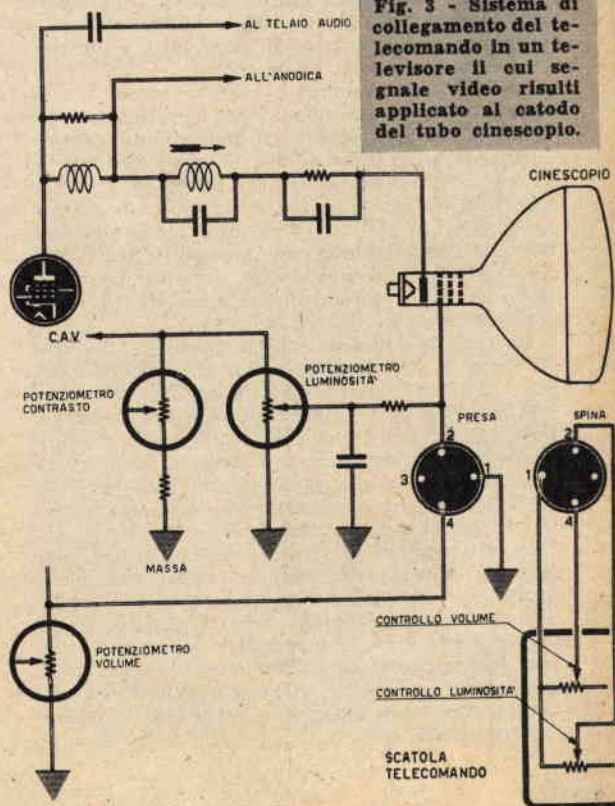 Fig. 3 - Sistema di
collegamento del te-
lecomando in un te-
levisore il cui se-
gnale video risulti
applicato al catodo
del tubo cinescopio.
AL TELAIO AUDIO
ALL'ANODICA
CINESCOPIO
C.A.V.
POTENZIOMETRO
CONTRASTO
POTENZIOMETRO
LUMINOSITA'
PRESA
SPINA
2
3
1
4
2
1
4
MASSA
POTENZIOMETRO
VOLUME
CONTROLLO VOLUME
CONTROLLO LUMINOSITA'
SCATOLA
TELECOMANDO